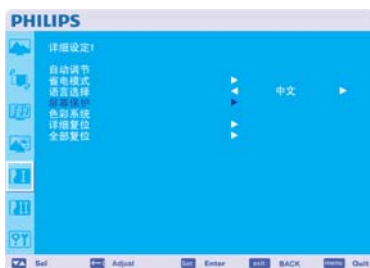 PHILIPS
详细设定1
自动调节
省电模式
语言选择 中文
屏幕保护
色彩系统
详细复位
全部复位
Sel Adjust Set Enter exit BACK menu Quit